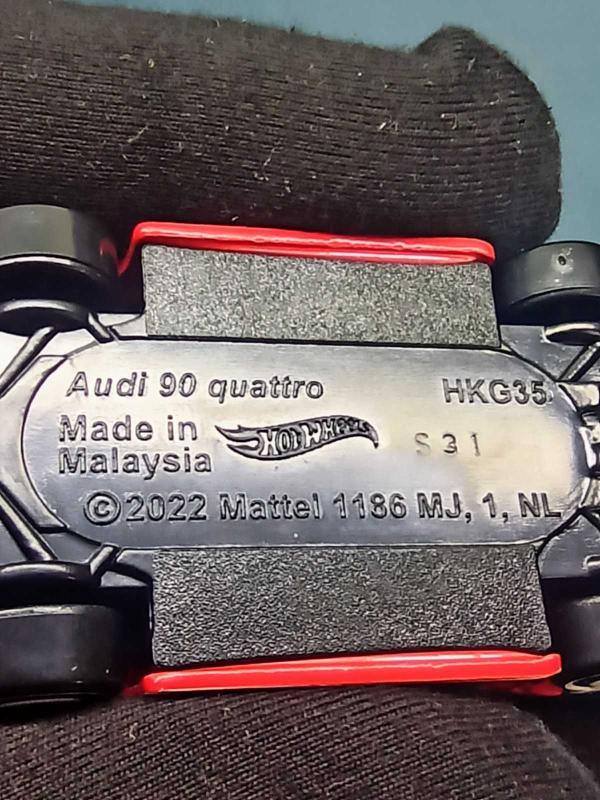 Audi 90 quattro HKG35
Made in
Malaysia
HOT WHEELS
S31
©2022 Mattel 1186 MJ, 1, NL